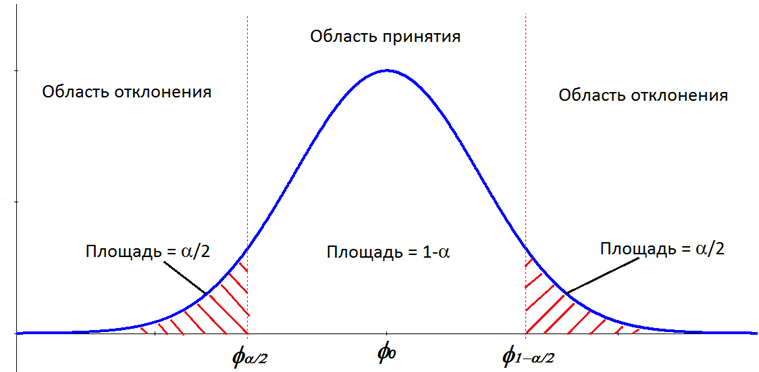 Область принятия
Область отклонения
Область отклонения
Площадь = α/2
Площадь = 1-α
Площадь = α/2
ϕα/2
ϕ0
ϕ1−α/2